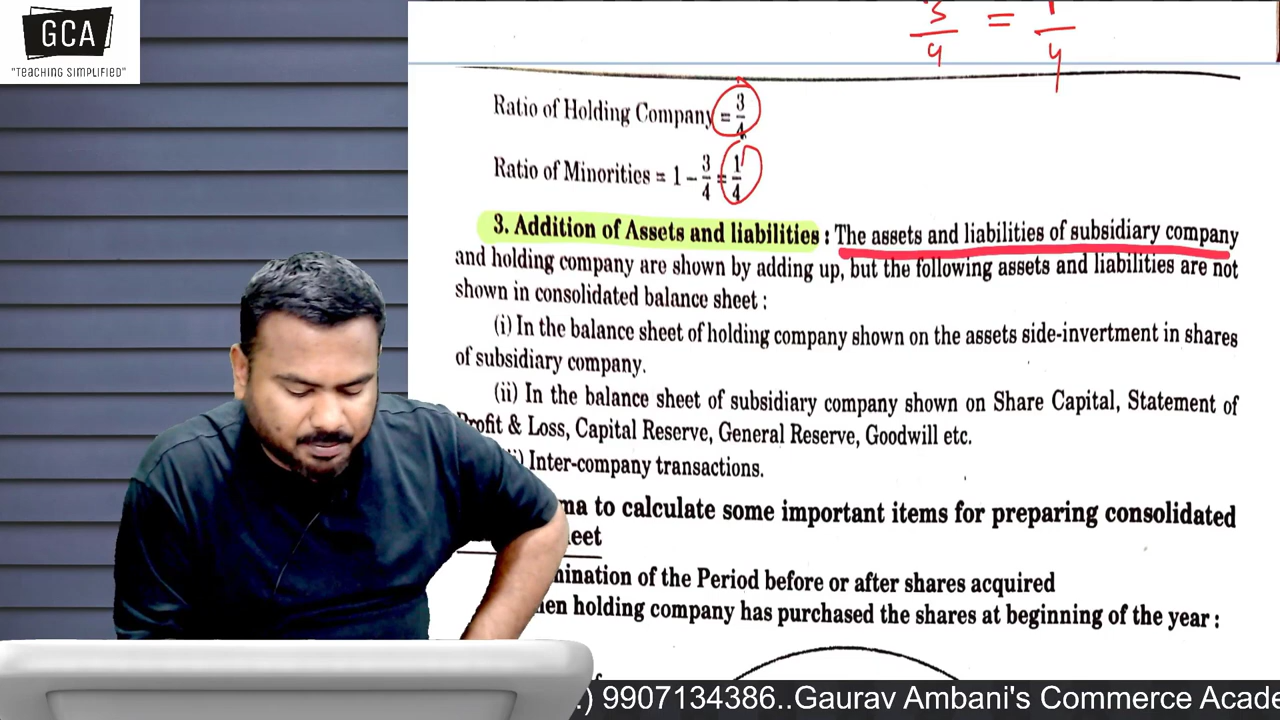 GCA
"TEACHING SIMPLIFIED"
= 1
4
Ratio of Holding Company = 3
4
Ratio of Minorities = 1 – 3/4 = 1/4
3. Addition of Assets and liabilities : The assets and liabilities of subsidiary company
and holding company are shown by adding up, but the following assets and liabilities are not
shown in consolidated balance sheet :
(i) In the balance sheet of holding company shown on the assets side-invertment in shares
of subsidiary company.
(ii) In the balance sheet of subsidiary company shown on Share Capital, Statement of
Profit & Loss, Capital Reserve, General Reserve, Goodwill etc.
) Inter-company transactions.
ma to calculate some important items for preparing consolidated
eet
ination of the Period before or after shares acquired
en holding company has purchased the shares at beginning of the year :
.) 9907134386..Gaurav Ambani's Commerce Acade